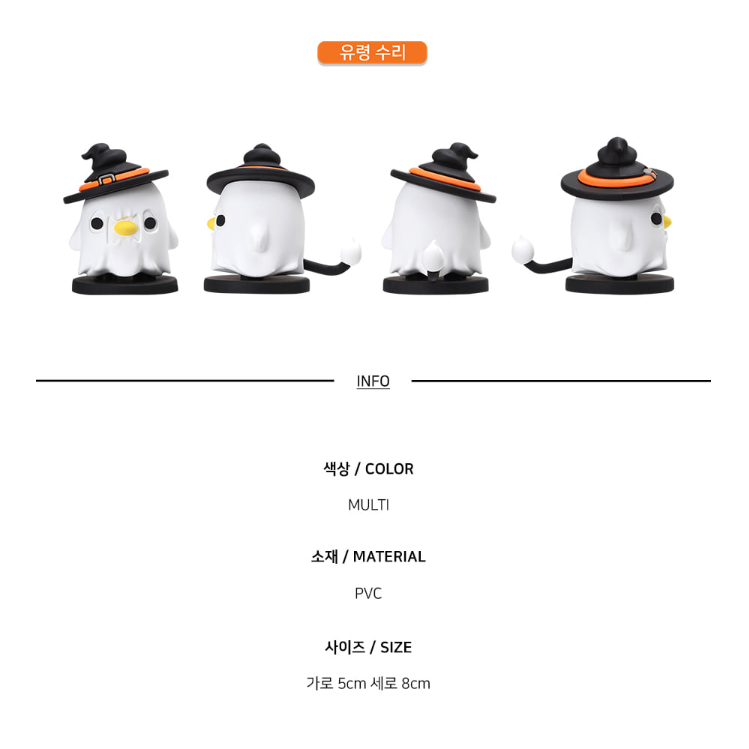 유령 수리
INFO
색상 / COLOR
MULTI
소재 / MATERIAL
PVC
사이즈 / SIZE
가로 5cm 세로 8cm